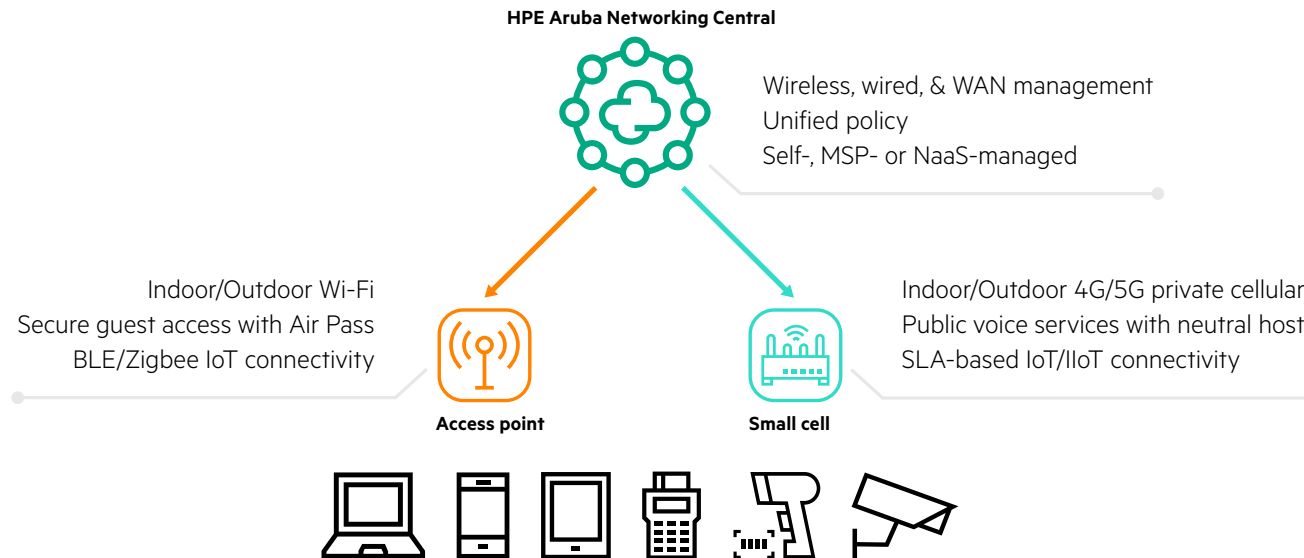 HPE Aruba Networking Central
Wireless, wired, & WAN management
Unified policy
Self-, MSP- or NaaS-managed
Indoor/Outdoor Wi-Fi
Secure guest access with Air Pass
BLE/Zigbee IoT connectivity
Indoor/Outdoor 4G/5G private cellular
Public voice services with neutral host
SLA-based IoT/IIoT connectivity
Access point
Small cell